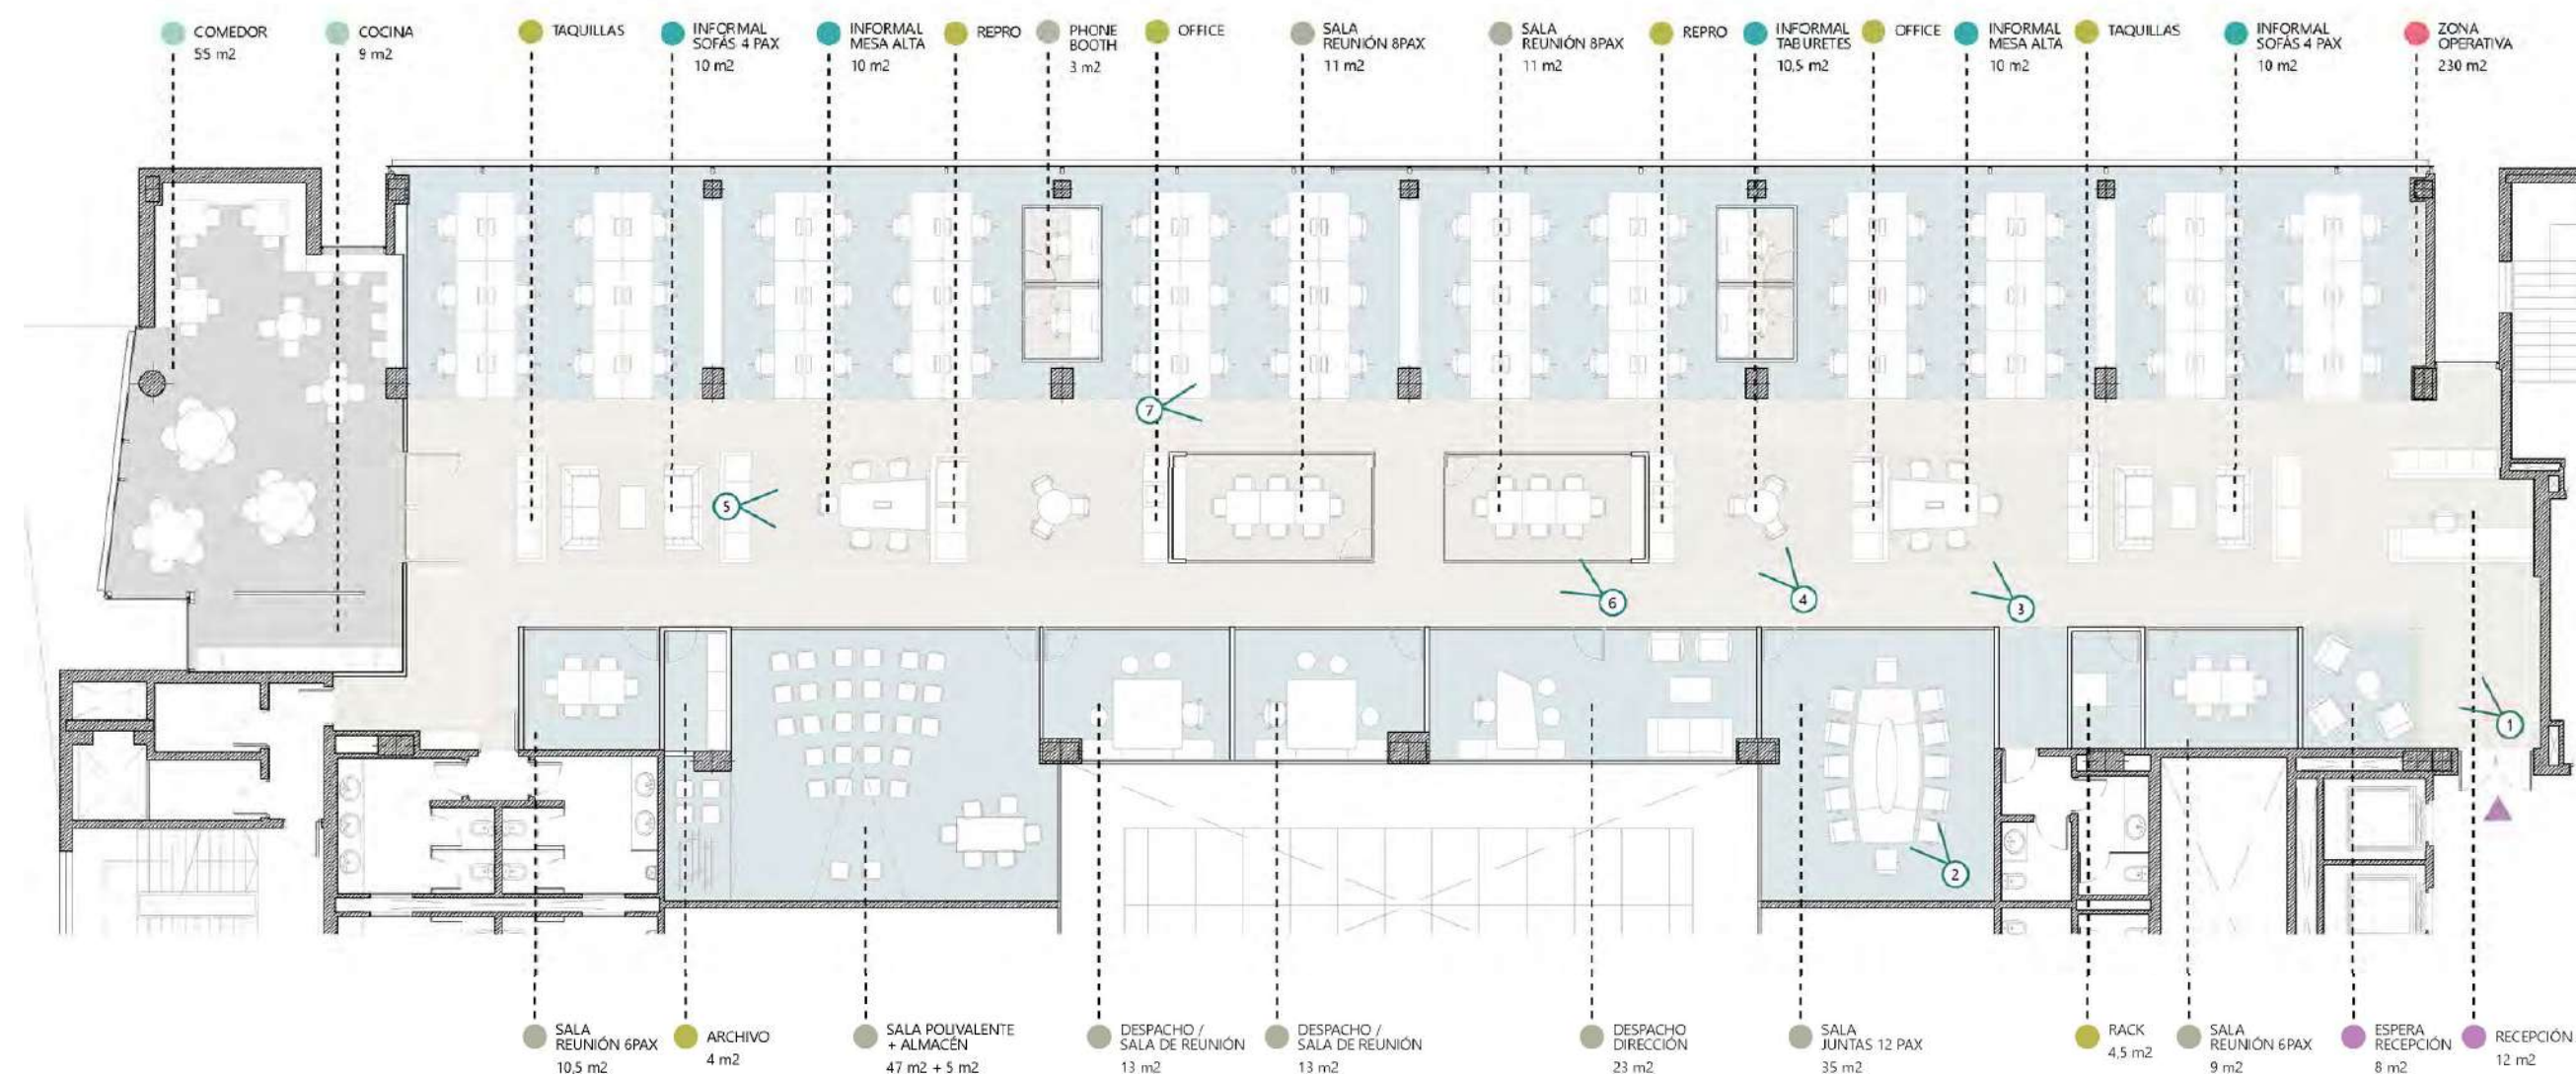 COMEDOR
55 m2
COCINA
9 m2
TAQUILLAS
INFORMAL
SOFÁS 4 PAX
10 m2
INFORMAL
MESA ALTA
10 m2
REPRO
PHONE
BOOTH
3 m2
OFFICE
SALA
REUNIÓN 8PAX
11 m2
SALA
REUNIÓN 8PAX
11 m2
REPRO
INFORMAL
TABURETES
10,5 m2
OFFICE
INFORMAL
MESA ALTA
10 m2
TAQUILLAS
INFORMAL
SOFÁS 4 PAX
10 m2
ZONA
OPERATIVA
230 m2
7
5
6
4
3
1
2
SALA
REUNIÓN 6PAX
10,5 m2
ARCHIVO
4 m2
SALA POLIVALENTE
+ ALMACÉN
47 m2 + 5 m2
DESPACHO /
SALA DE REUNIÓN
13 m2
DESPACHO /
SALA DE REUNIÓN
13 m2
DESPACHO
DIRECCIÓN
23 m2
SALA
JUNTAS 12 PAX
35 m2
RACK
4,5 m2
SALA
REUNIÓN 6PAX
9 m2
ESPERA
RECEPCIÓN
8 m2
RECEPCIÓN
12 m2